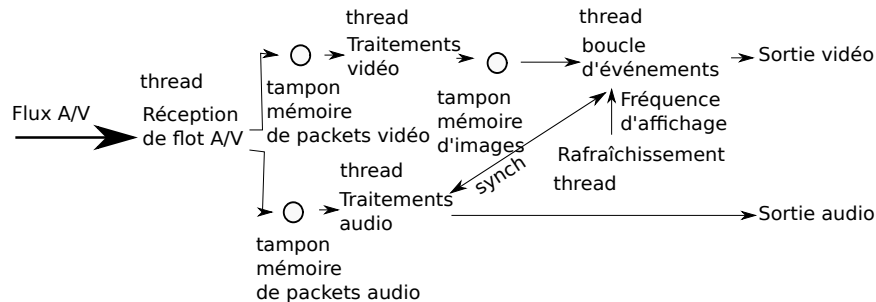 thread
Traitements
vidéo
thread
boucle
d'événements
Sortie vidéo
thread
Flux A/V
Réception
de flot A/V
tampon
mémoire
de packets vidéo
tampon
mémoire
d'images
Fréquence
d'affichage
Rafraîchissement
thread
synch
thread
Traitements
audio
Sortie audio
tampon
mémoire
de packets audio